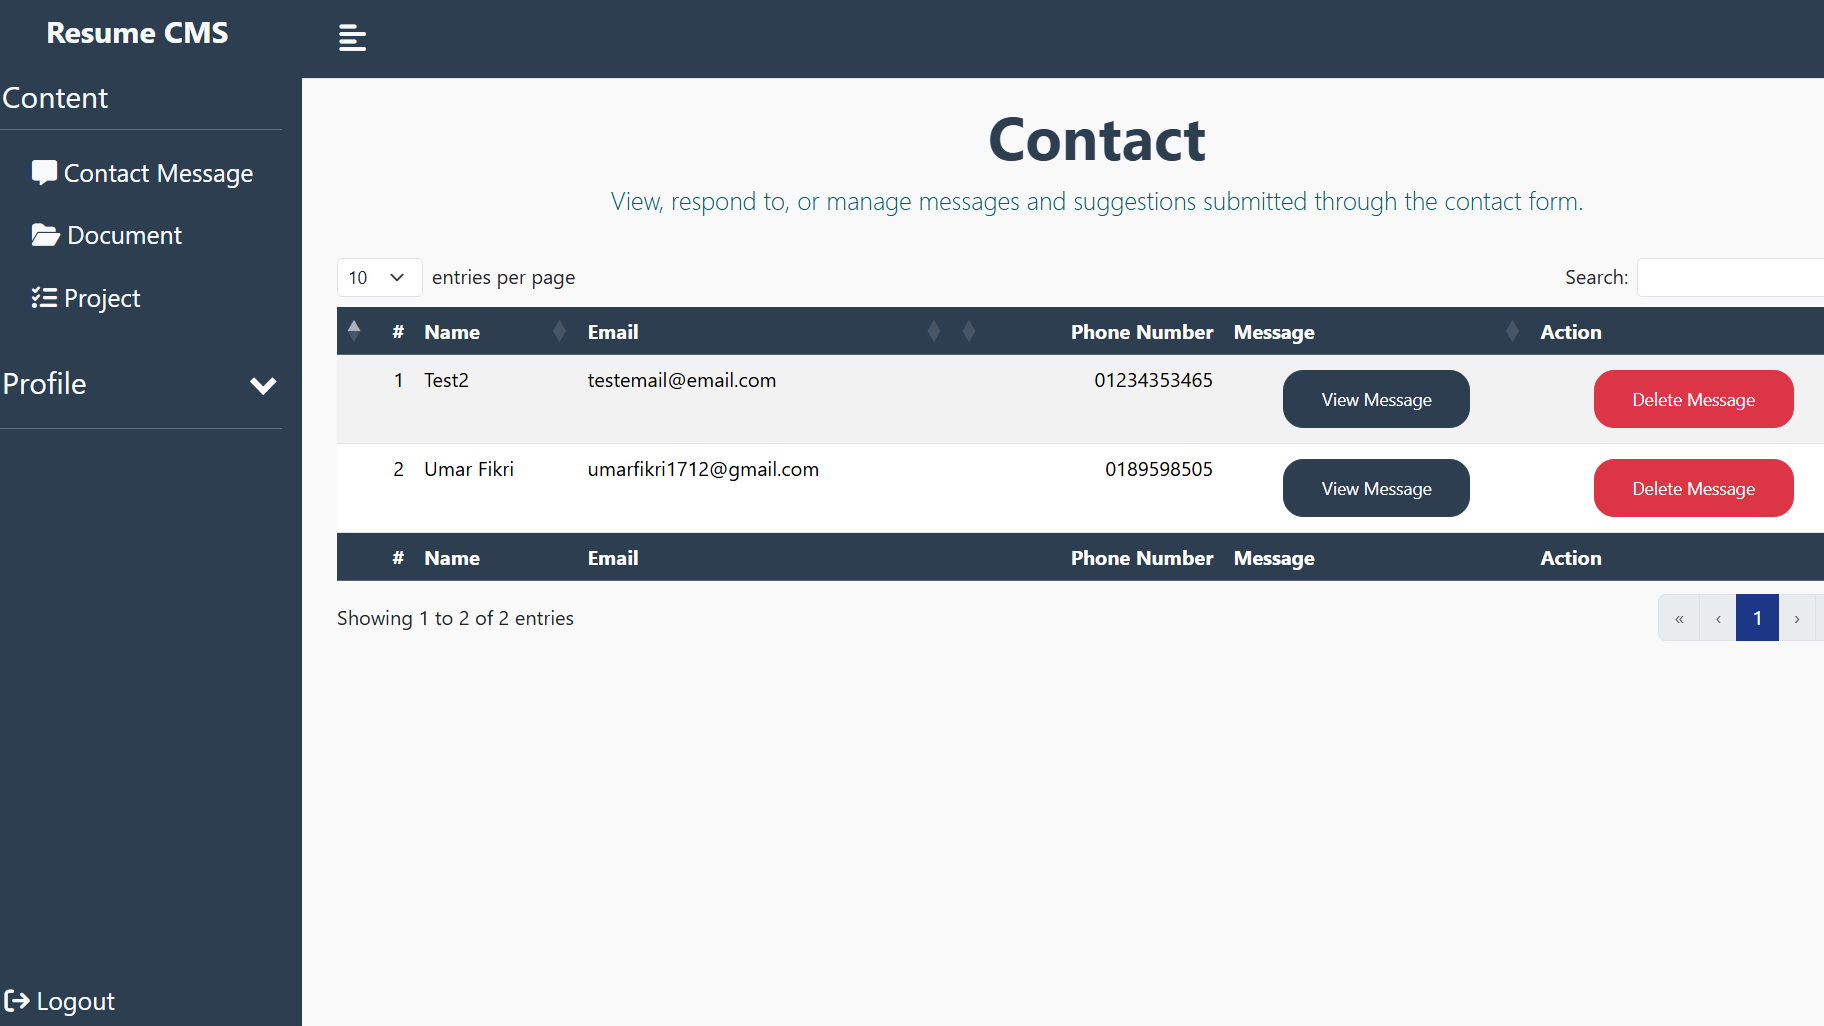 Resume CMS
Content
Contact Message
Document
Project
Profile
Logout
Contact
View, respond to, or manage messages and suggestions submitted through the contact form.
10 entries per page Search:
# Name Email Phone Number Message Action
1 Test2 testemail@email.com 01234353465 View Message Delete Message
2 Umar Fikri umarfikri1712@gmail.com 0189598505 View Message Delete Message
# Name Email Phone Number Message Action
Showing 1 to 2 of 2 entries « ‹ 1 ›